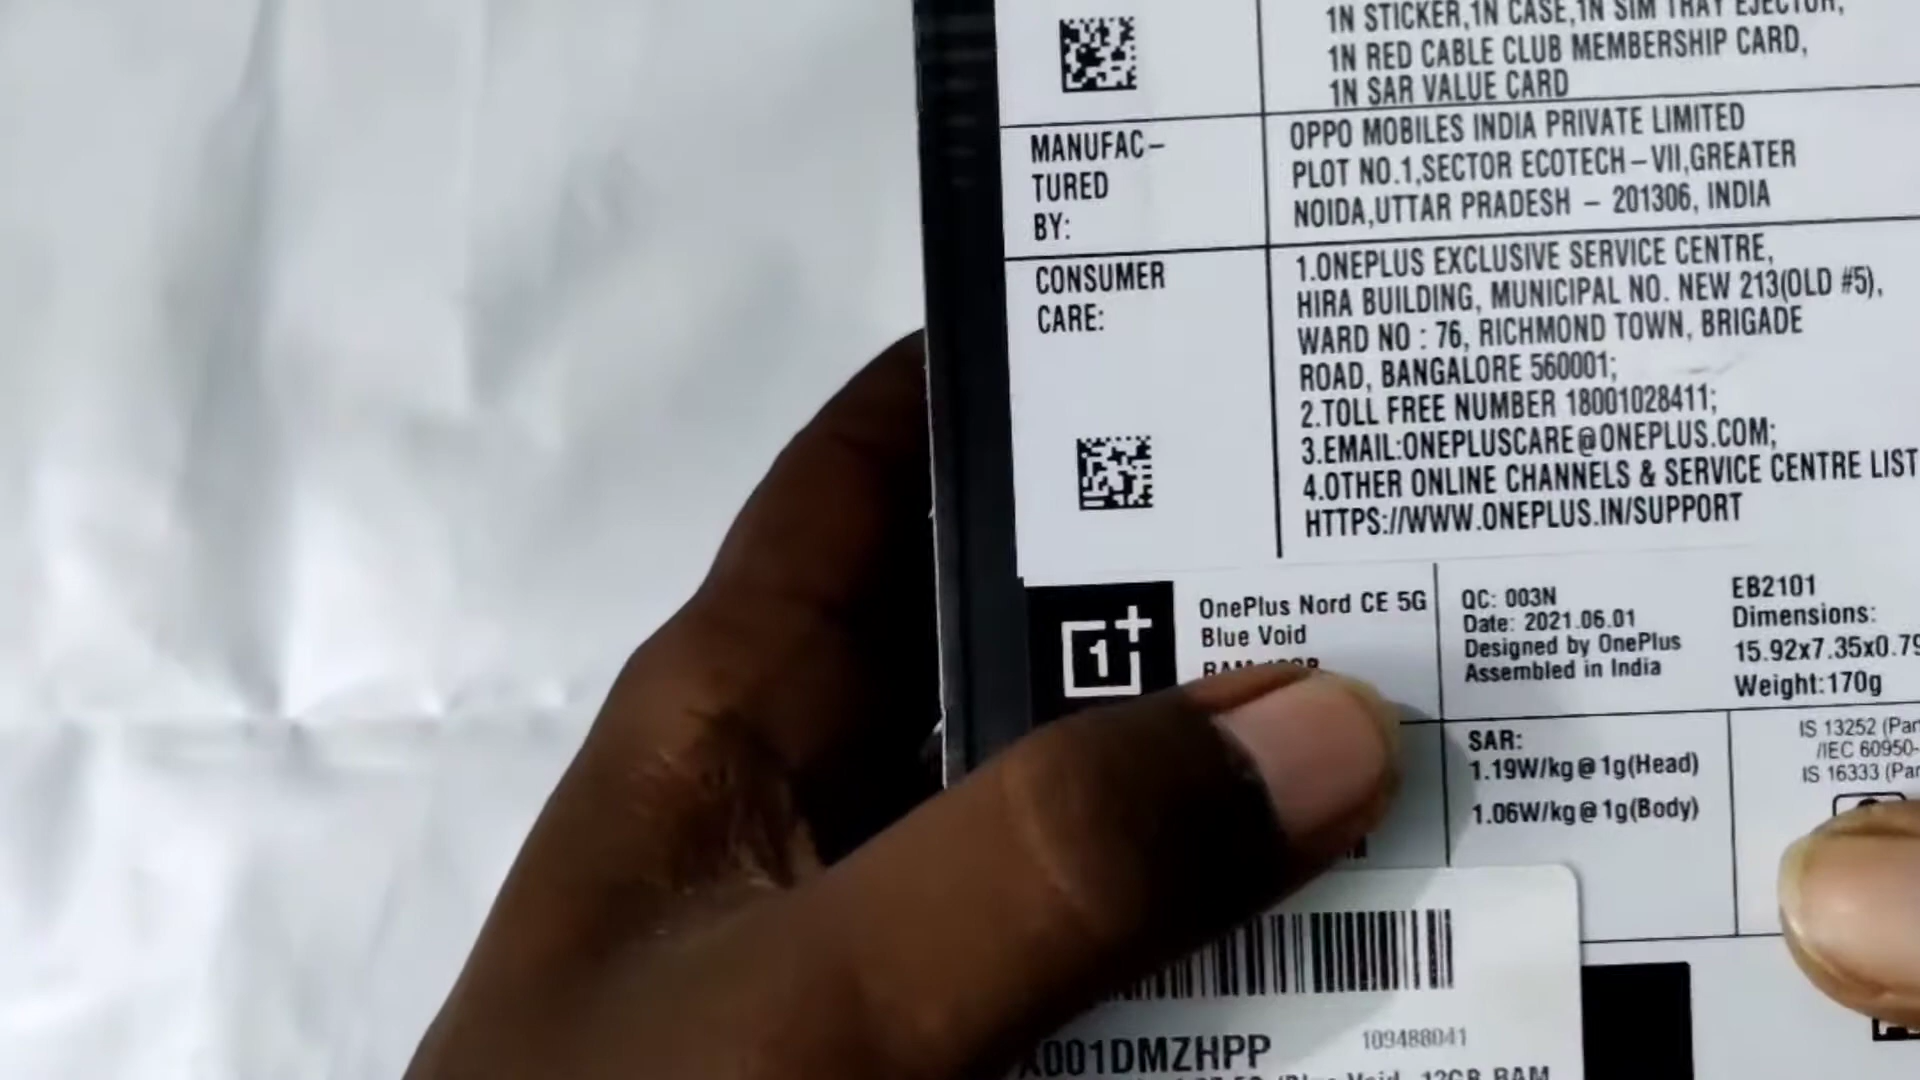 1N STICKER,1N CASE,1N SIM TRAY EJECTOR,
1N RED CABLE CLUB MEMBERSHIP CARD,
1N SAR VALUE CARD
MANUFAC-
TURED
BY:
OPPO MOBILES INDIA PRIVATE LIMITED
PLOT NO.1,SECTOR ECOTECH-VII,GREATER
NOIDA,UTTAR PRADESH - 201306, INDIA
CONSUMER
CARE:
1.ONEPLUS EXCLUSIVE SERVICE CENTRE,
HIRA BUILDING, MUNICIPAL NO. NEW 213(OLD #5),
WARD NO : 76, RICHMOND TOWN, BRIGADE
ROAD, BANGALORE 560001;
2.TOLL FREE NUMBER 18001028411;
3.EMAIL:ONEPLUSCARE@ONEPLUS.COM;
4.OTHER ONLINE CHANNELS & SERVICE CENTRE LIST
HTTPS://WWW.ONEPLUS.IN/SUPPORT
1+
OnePlus Nord CE 5G
Blue Void
RAM
QC: 003N
Date: 2021.06.01
Designed by OnePlus
Assembled in India
EB2101
Dimensions:
15.92x7.35x0.79
Weight:170g
SAR:
1.19W/kg@1g(Head)
1.06W/kg@1g(Body)
IS 13252 (Par
/IEC 60950-
IS 16333 (Par
X001DMZHPP
109488041
12GB RAM